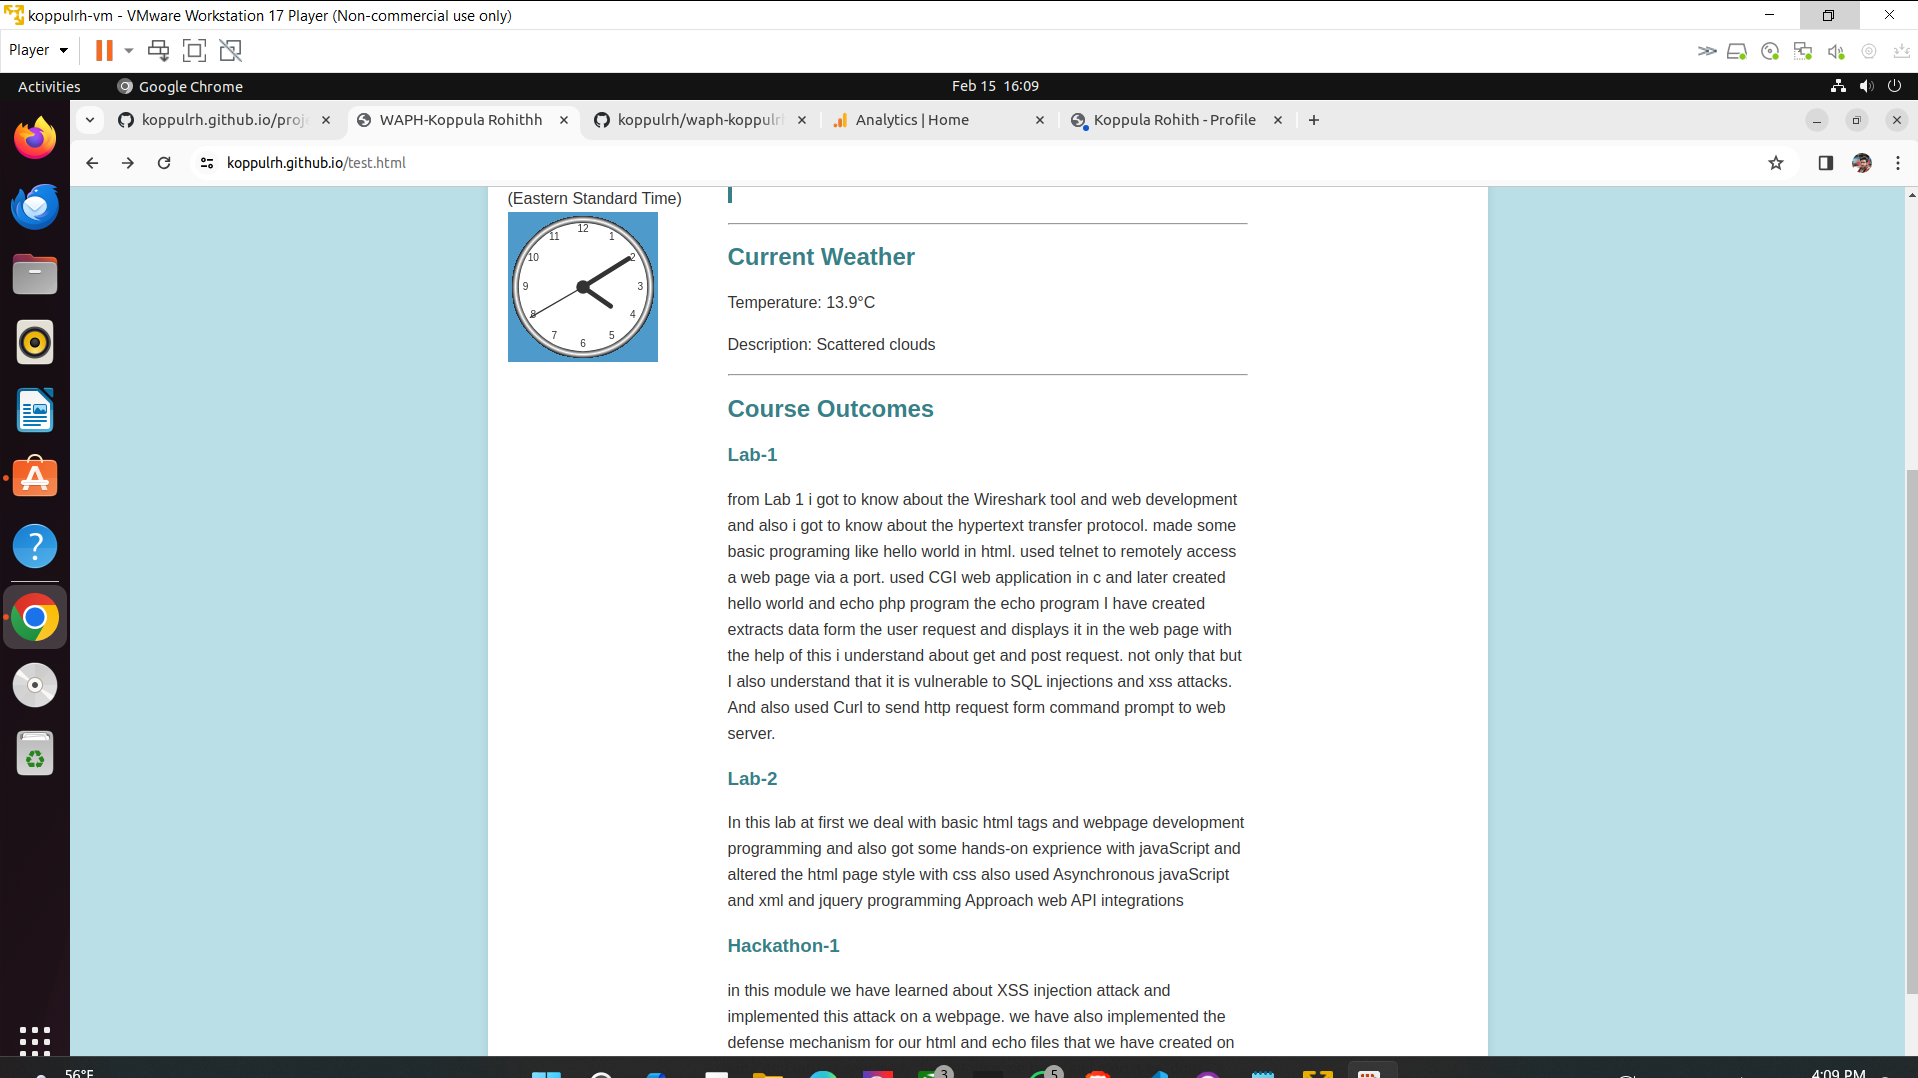 koppulrh-vm - VMware Workstation 17 Player (Non-commercial use only)
Player
Activities
Google Chrome
Feb 15 16:09
koppulrh.github.io/proj
WAPH-Koppula Rohithh
koppulrh/waph-koppulr
Analytics | Home
Koppula Rohith - Profile
koppulrh.github.io/test.html
(Eastern Standard Time)
12
11
1
10
2
9
3
8
4
7
5
6
Current Weather
Temperature: 13.9°C
Description: Scattered clouds
Course Outcomes
Lab-1
from Lab 1 i got to know about the Wireshark tool and web development
and also i got to know about the hypertext transfer protocol. made some
basic programing like hello world in html. used telnet to remotely access
a web page via a port. used CGI web application in c and later created
hello world and echo php program the echo program I have created
extracts data form the user request and displays it in the web page with
the help of this i understand about get and post request. not only that but
I also understand that it is vulnerable to SQL injections and xss attacks.
And also used Curl to send http request form command prompt to web
server.
Lab-2
In this lab at first we deal with basic html tags and webpage development
programming and also got some hands-on exprience with javaScript and
altered the html page style with css also used Asynchronous javaScript
and xml and jquery programming Approach web API integrations
Hackathon-1
in this module we have learned about XSS injection attack and
implemented this attack on a webpage. we have also implemented the
defense mechanism for our html and echo files that we have created on
56°F
3
5
4:09 PM